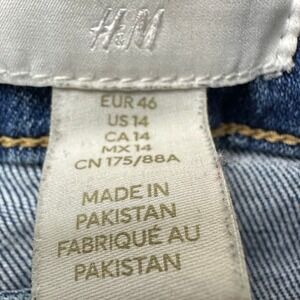 H&M
EUR 46
US 14
CA 14
MX 14
CN 175/88A
MADE IN
PAKISTAN
FABRIQUÉ AU
PAKISTAN